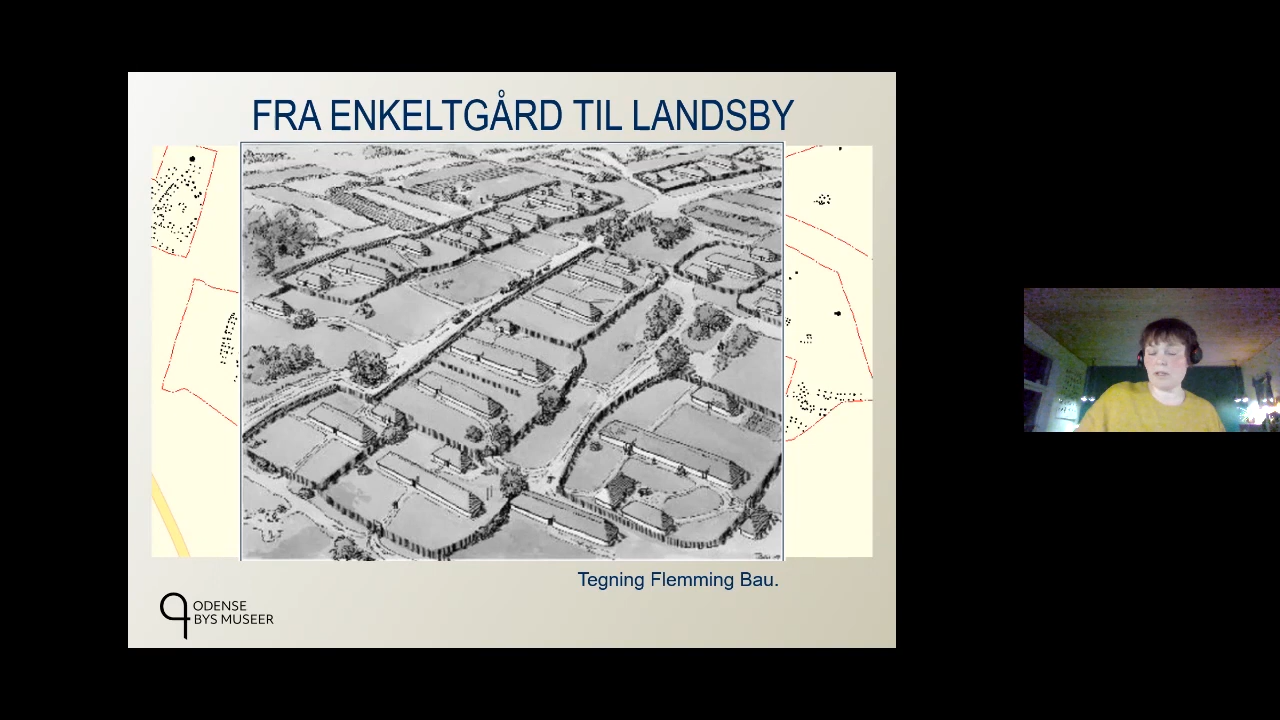 FRA ENKELTGÅRD TIL LANDSBY
Tegning Flemming Bau.
ODENSE
BYS MUSEER